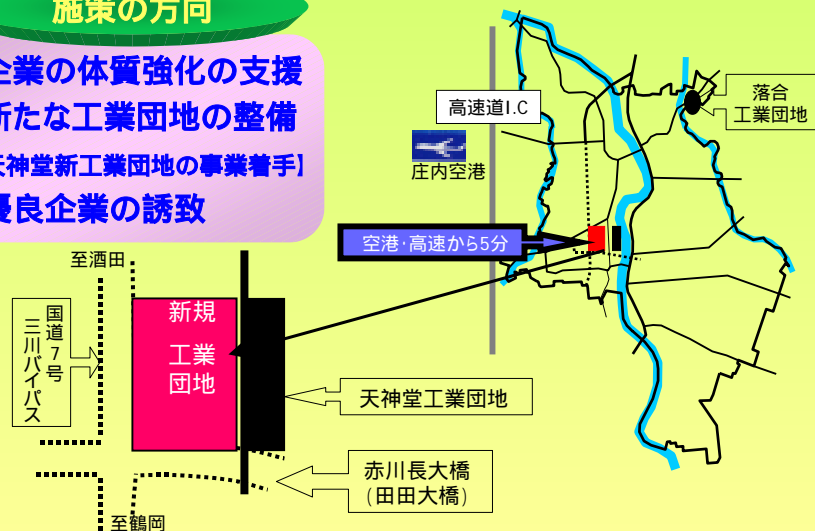 施策の方向
企業の体質強化の支援
新たな工業団地の整備
天神堂新工業団地の事業着手】
優良企業の誘致
高速道I.C
庄内空港
落合
工業団地
空港・高速から5分
至酒田
国道7号
三川バイパス
新規
工業
団地
天神堂工業団地
赤川長大橋
(田田大橋)
至鶴岡